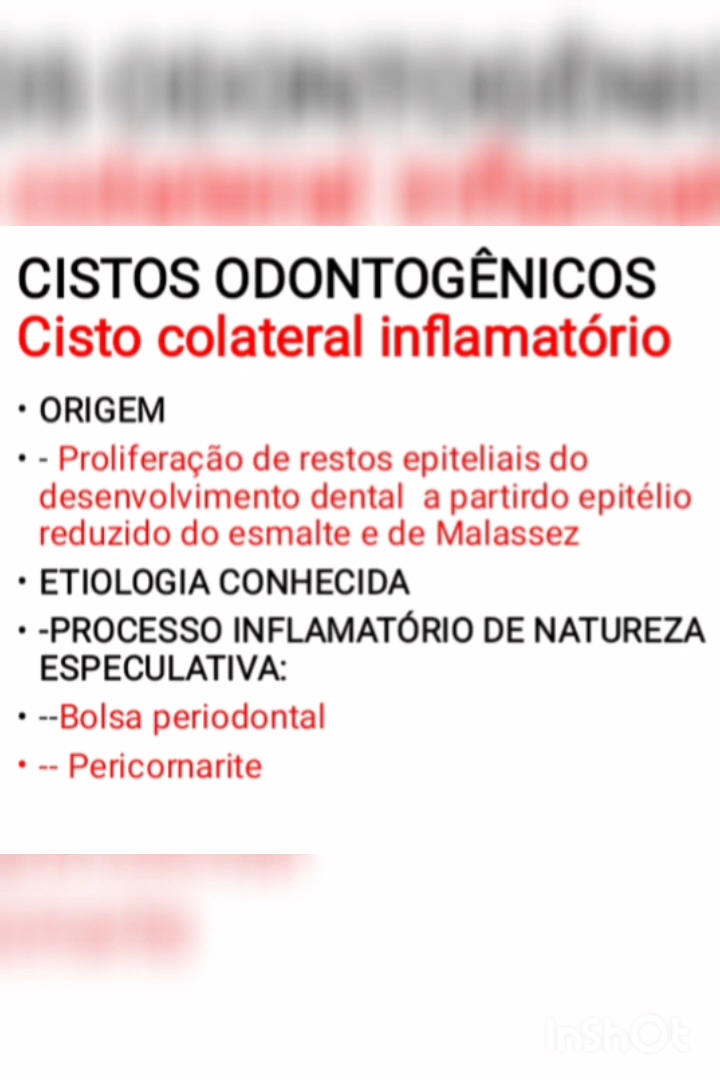 CISTOS ODONTOGÊNICOS
Cisto colateral inflamatório
• ORIGEM
• - Proliferação de restos epiteliais do
desenvolvimento dental a partirdo epitélio
reduzido do esmalte e de Malassez
• ETIOLOGIA CONHECIDA
• -PROCESSO INFLAMATÓRIO DE NATUREZA
ESPECULATIVA:
• --Bolsa periodontal
• -- Pericornarite
InShOt